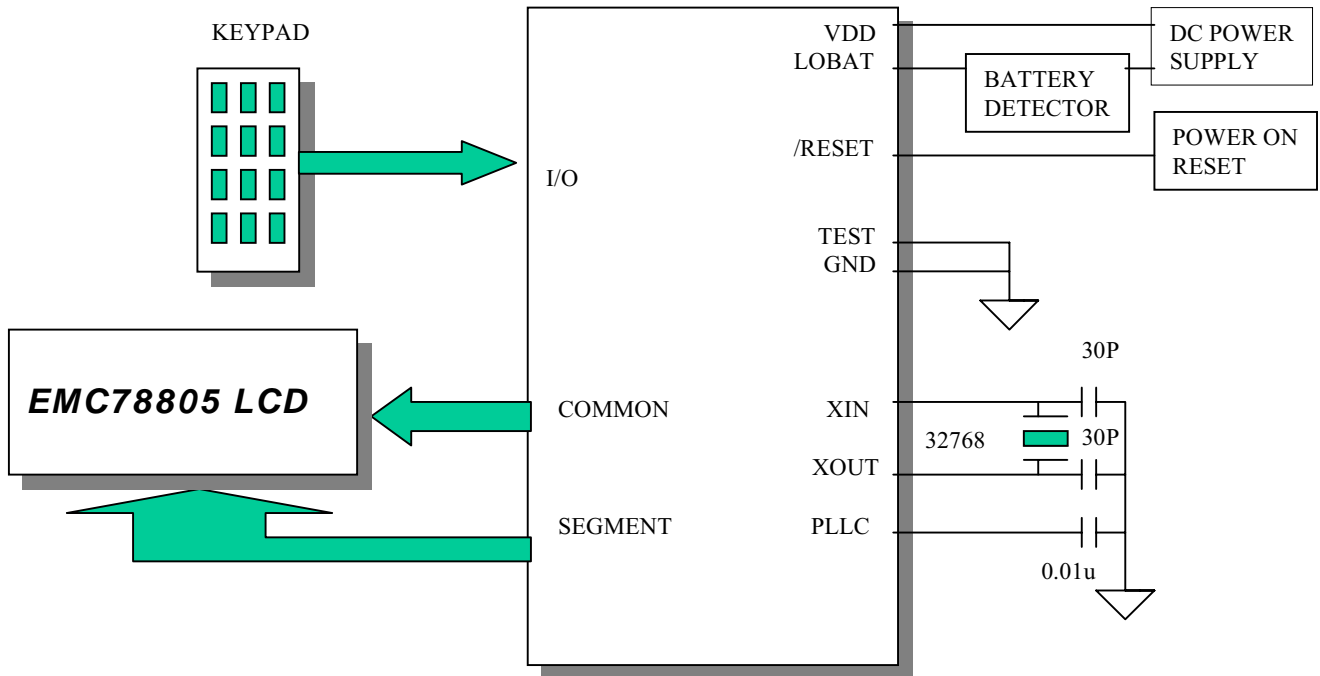 KEYPAD
I/O
EMC78805 LCD
COMMON
SEGMENT
VDD
LOBAT
/RESET
TEST
GND
XIN
XOUT
PLLC
DC POWER
SUPPLY
BATTERY
DETECTOR
POWER ON
RESET
30P
32768
30P
0.01u